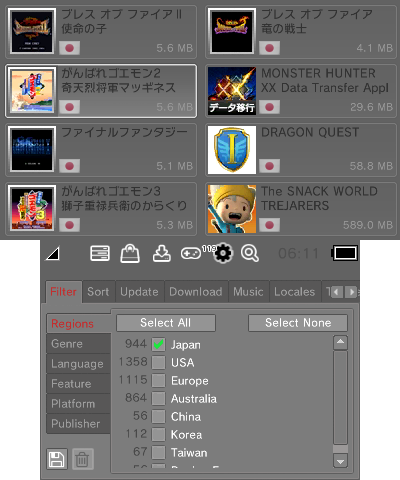 ブレス オブ ファイアⅡ
使命の子
5.6 MB
ブレス オブ ファイア
竜の戦士
4.1 MB
がんばれゴエモン2
奇天烈将軍マッギネス
5.6 MB
データ移行
MONSTER HUNTER
XX Data Transfer Appl
29.6 MB
ファイナルファンタジー
5.1 MB
DRAGON QUEST
58.8 MB
がんばれゴエモン3
獅子重禄兵衛のからくり
5.3 MB
The SNACK WORLD
TREJARERS
589.0 MB
06:11
Filter
Sort
Update
Download
Music
Locales
Regions
Genre
Language
Feature
Platform
Publisher
Select All
Select None
944 Japan
1358 USA
1115 Europe
864 Australia
56 China
112 Korea
67 Taiwan